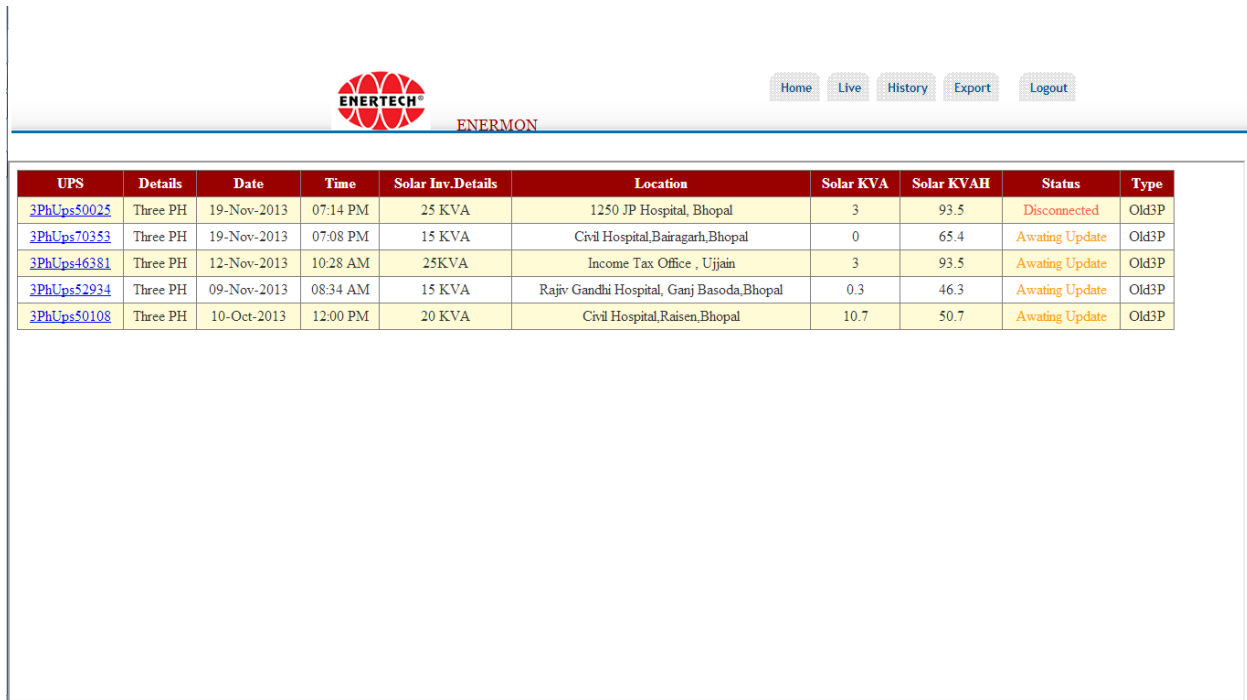 ENERTECH®
ENERMON
Home Live History Export Logout
UPS Details Date Time Solar Inv.Details Location Solar KVA Solar KVAH Status Type
3PhUps50025 Three PH 19-Nov-2013 07:14 PM 25 KVA 1250 JP Hospital, Bhopal 3 93.5 Disconnected Old3P
3PhUps70353 Three PH 19-Nov-2013 07:08 PM 15 KVA Civil Hospital,Bairagarh,Bhopal 0 65.4 Awating Update Old3P
3PhUps46381 Three PH 12-Nov-2013 10:28 AM 25KVA Income Tax Office , Ujjain 3 93.5 Awating Update Old3P
3PhUps52934 Three PH 09-Nov-2013 08:34 AM 15 KVA Rajiv Gandhi Hospital, Ganj Basoda,Bhopal 0.3 46.3 Awating Update Old3P
3PhUps50108 Three PH 10-Oct-2013 12:00 PM 20 KVA Civil Hospital,Raisen,Bhopal 10.7 50.7 Awating Update Old3P